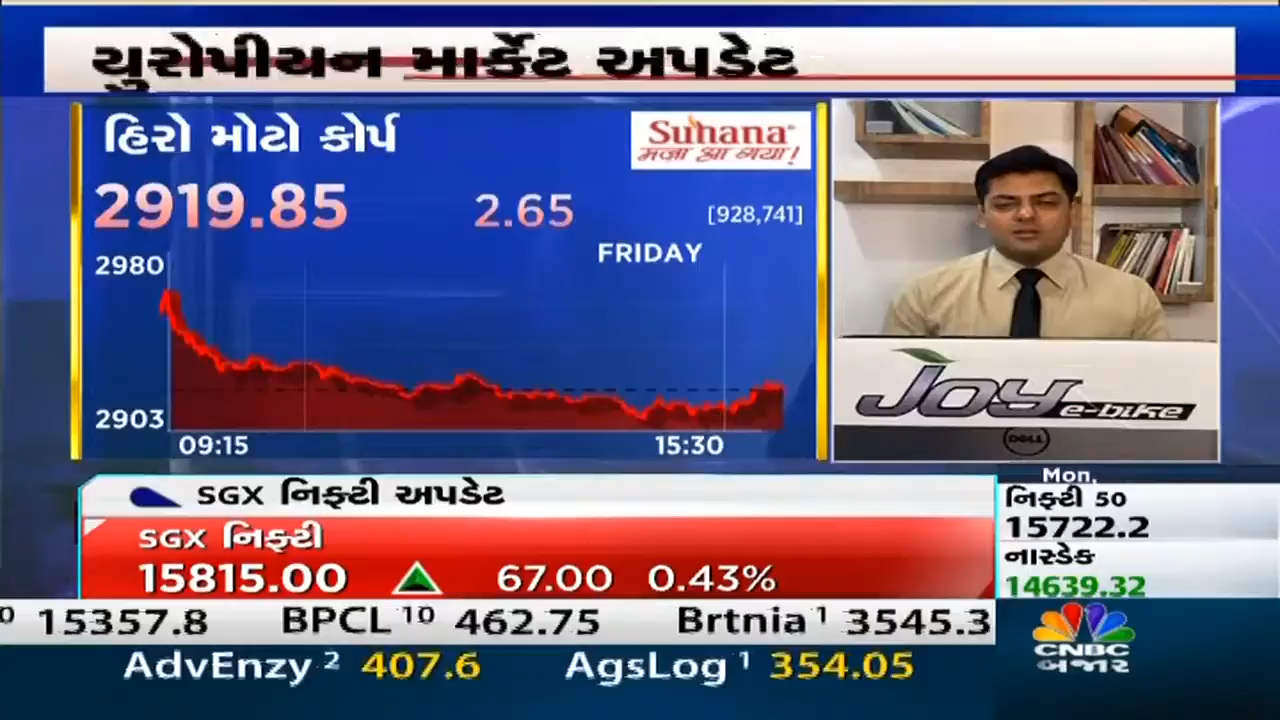 યુરોપીયન માર્કેટ અપડેટ
હિરો મોટો કોર્પ
Suhana
मज़ा आ गया!
2919.85 2.65 [928,741]
FRIDAY
2980
2903
09:15 15:30
Joy e-bike
DELL
SGX નિફ્ટી અપડેટ
SGX નિફ્ટી
15815.00 67.00 0.43%
Mon,
નિફ્ટી 50
15722.2
નાસ્ડેક
14639.32
0 15357.8 BPCL 10 462.75 Brtnia 1 3545.3
AdvEnzy 2 407.6 AgsLog 1 354.05
CNBC
બજાર